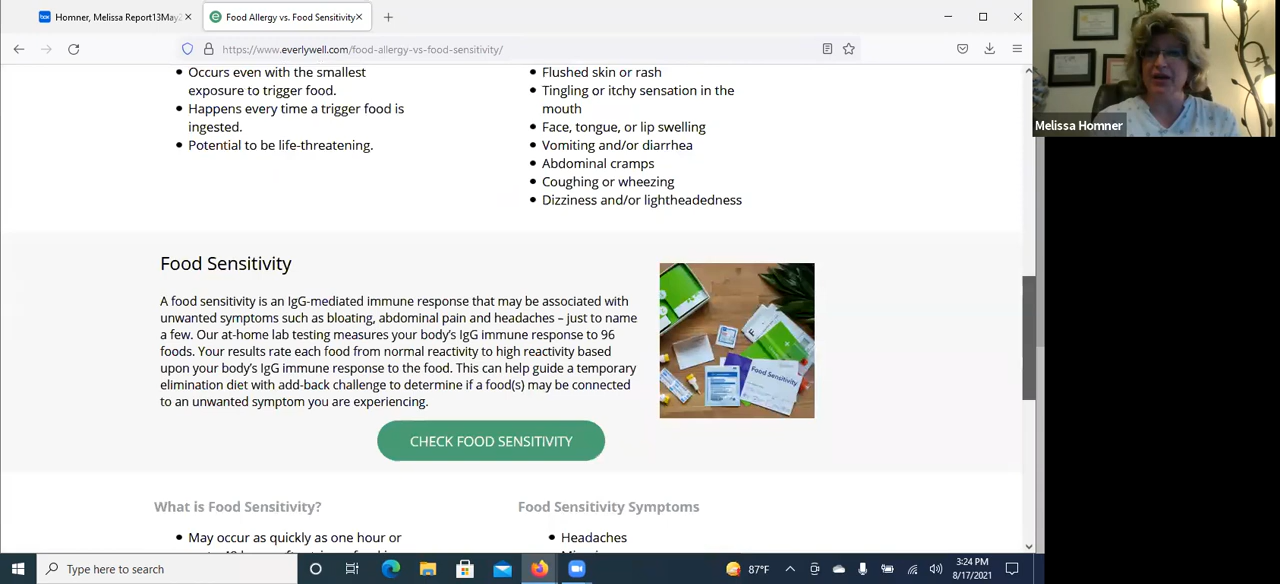 Homner, Melissa Report13May2
Food Allergy vs. Food Sensitivity
https://www.everlywell.com/food-allergy-vs-food-sensitivity/
Melissa Homner
Occurs even with the smallest
exposure to trigger food.
Happens every time a trigger food is
ingested.
Potential to be life-threatening.
Flushed skin or rash
Tingling or itchy sensation in the
mouth
Face, tongue, or lip swelling
Vomiting and/or diarrhea
Abdominal cramps
Coughing or wheezing
Dizziness and/or lightheadedness
Food Sensitivity
A food sensitivity is an IgG-mediated immune response that may be associated with
unwanted symptoms such as bloating, abdominal pain and headaches – just to name
a few. Our at-home lab testing measures your body's IgG immune response to 96
foods. Your results rate each food from normal reactivity to high reactivity based
upon your body's IgG immune response to the food. This can help guide a temporary
elimination diet with add-back challenge to determine if a food(s) may be connected
to an unwanted symptom you are experiencing.
Food Sensitivity
CHECK FOOD SENSITIVITY
What is Food Sensitivity?
May occur as quickly as one hour or
Food Sensitivity Symptoms
Headaches
Type here to search
87°F
3:24 PM
8/17/2021